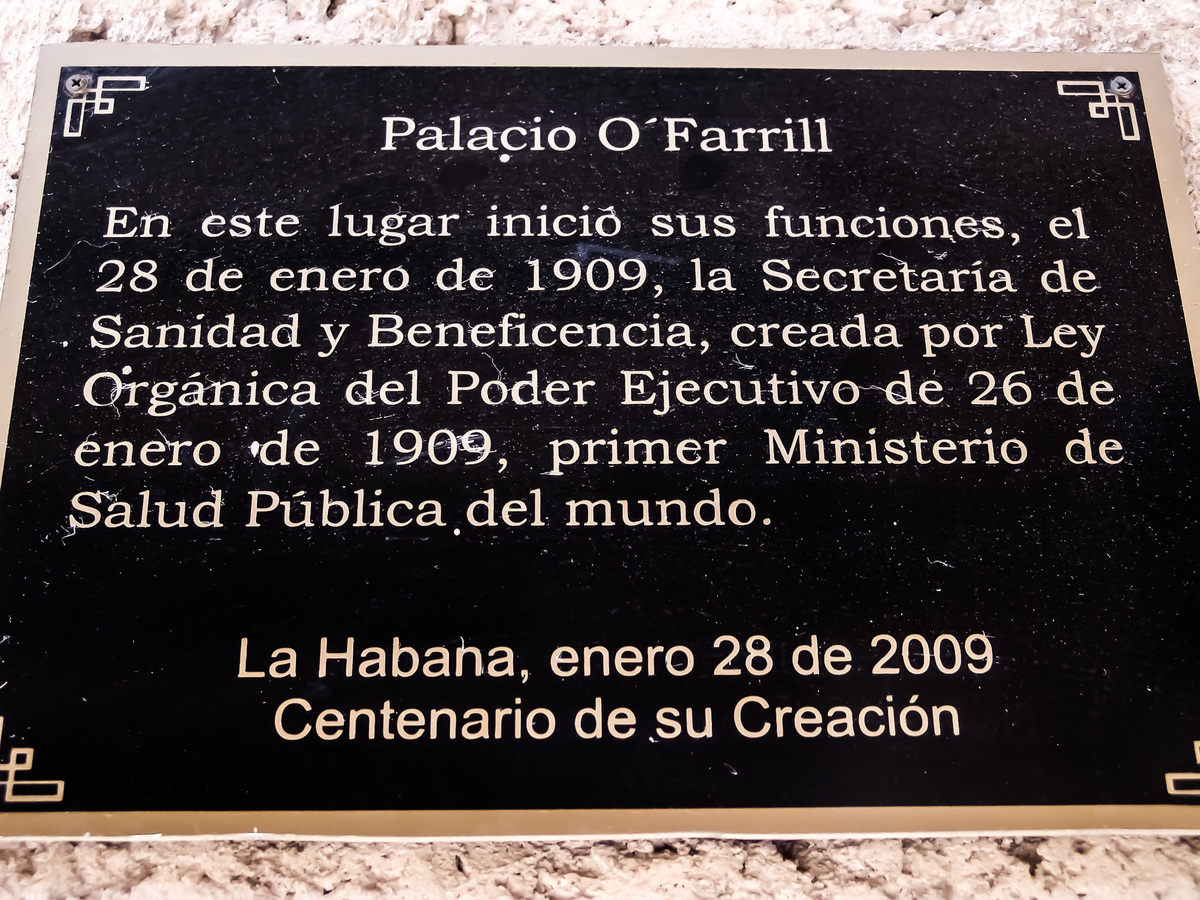 Palacio O´Farrill
En este lugar inició sus funciones, el
28 de enero de 1909, la Secretaría de
Sanidad y Beneficencia, creada por Ley
Orgánica del Poder Ejecutivo de 26 de
enero de 1909, primer Ministerio de
Salud Pública del mundo.
La Habana, enero 28 de 2009
Centenario de su Creación